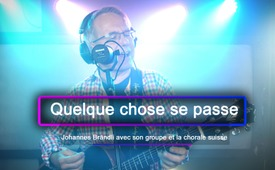 Quelque chose se passe
Johannes Brändli avec son groupe et la chorale suisse